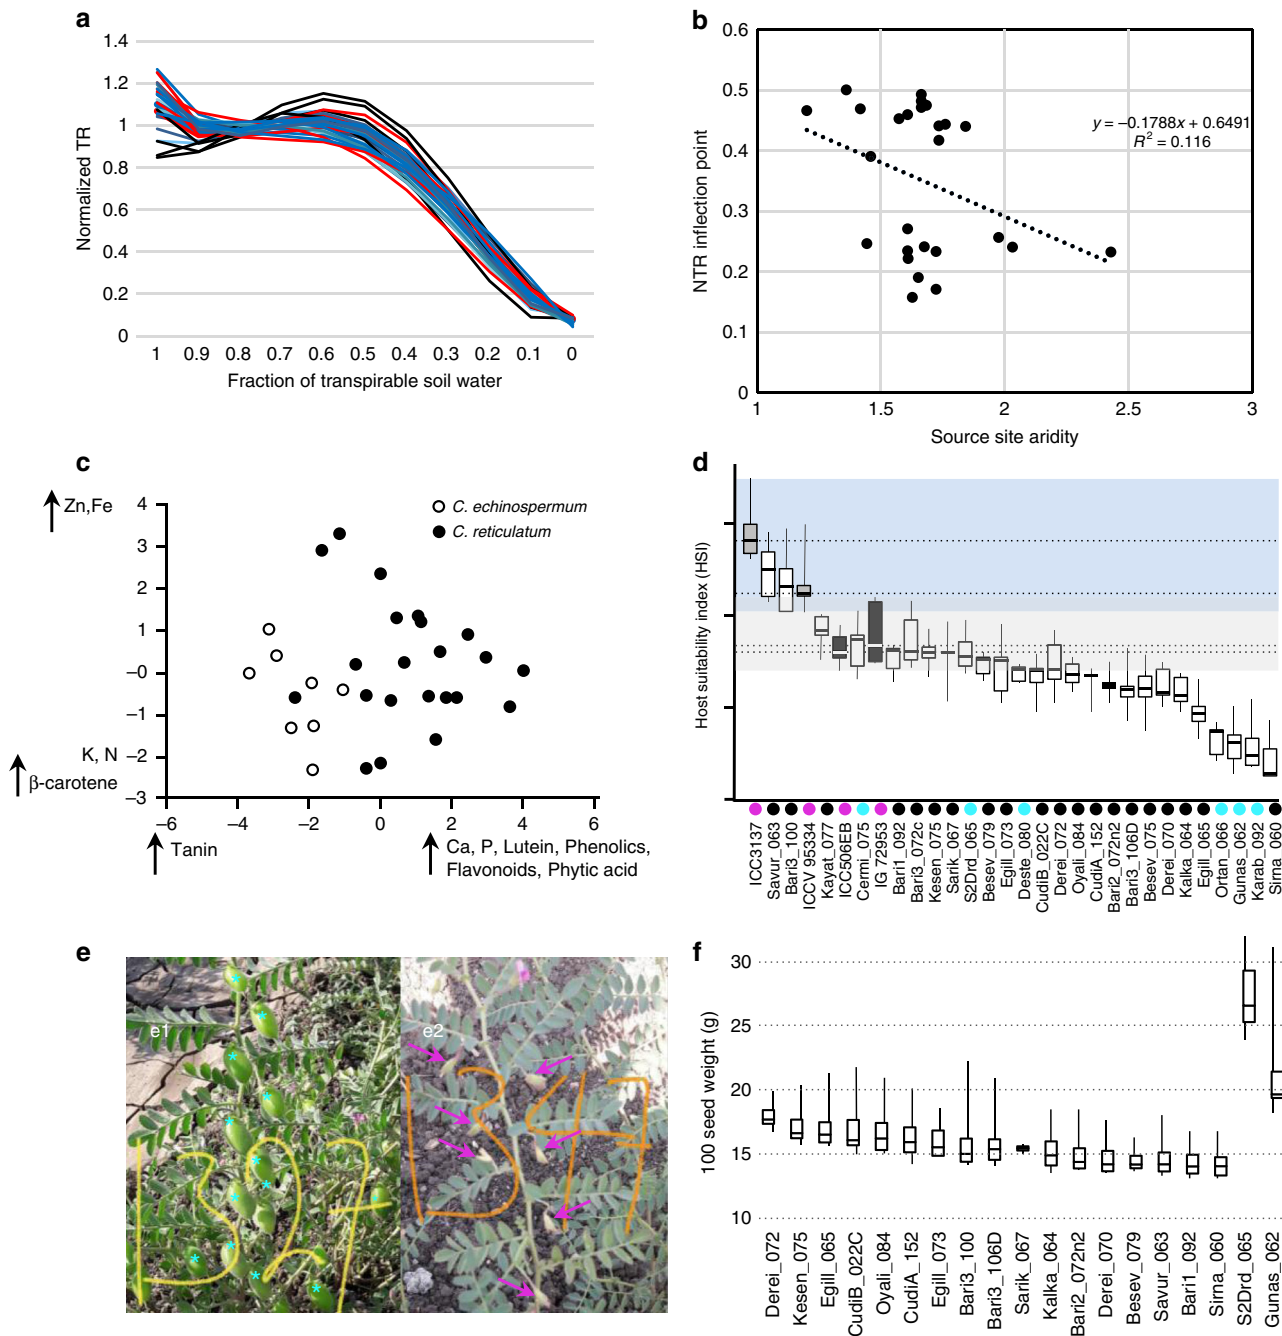 a
1.4
1.2
1
0.8
0.6
0.4
0.2
0
Normalized TR
1 0.9 0.8 0.7 0.6 0.5 0.4 0.3 0.2 0.1 0
Fraction of transpirable soil water
b
0.6
0.5
0.4
0.3
0.2
0.1
0
NTR inflection point
y = −0.1788x + 0.6491
R² = 0.116
1 1.5 2 2.5 3
Source site aridity
c
Zn,Fe
4
3
2
1
−0
−1
−2
−3
C. echinospermum
C. reticulatum
K, N
β-carotene
−6 −4 −2 0 2 4 6
Tanin
Ca, P, Lutein, Phenolics,
Flavonoids, Phytic acid
d
Host suitability index (HSI)
ICC3137
Savur_063
Bari3_100
ICCV 95334
Kayat_077
ICC506EB
Cermi_075
IG 72953
Bari1_092
Bari3_072c
Kesen_075
Sarik_067
S2Drd_065
Besev_079
Egill_073
Deste_080
CudiB_022C
Derei_072
Oyali_084
CudiA_152
Bari2_072n2
Bari3_106D
Besev_075
Derei_070
Kalka_064
Egill_065
Ortan_066
Gunas_062
Karab_092
Sirna_060
e
e1
1327
e2
1347
f
30
25
20
15
10
100 seed weight (g)
Derei_072
Kesen_075
Egill_065
CudiB_022C
Oyali_084
CudiA_152
Egill_073
Bari3_100
Bari3_106D
Sarik_067
Kalka_064
Bari2_072n2
Derei_070
Besev_079
Savur_063
Bari1_092
Sirna_060
S2Drd_065
Gunas_062